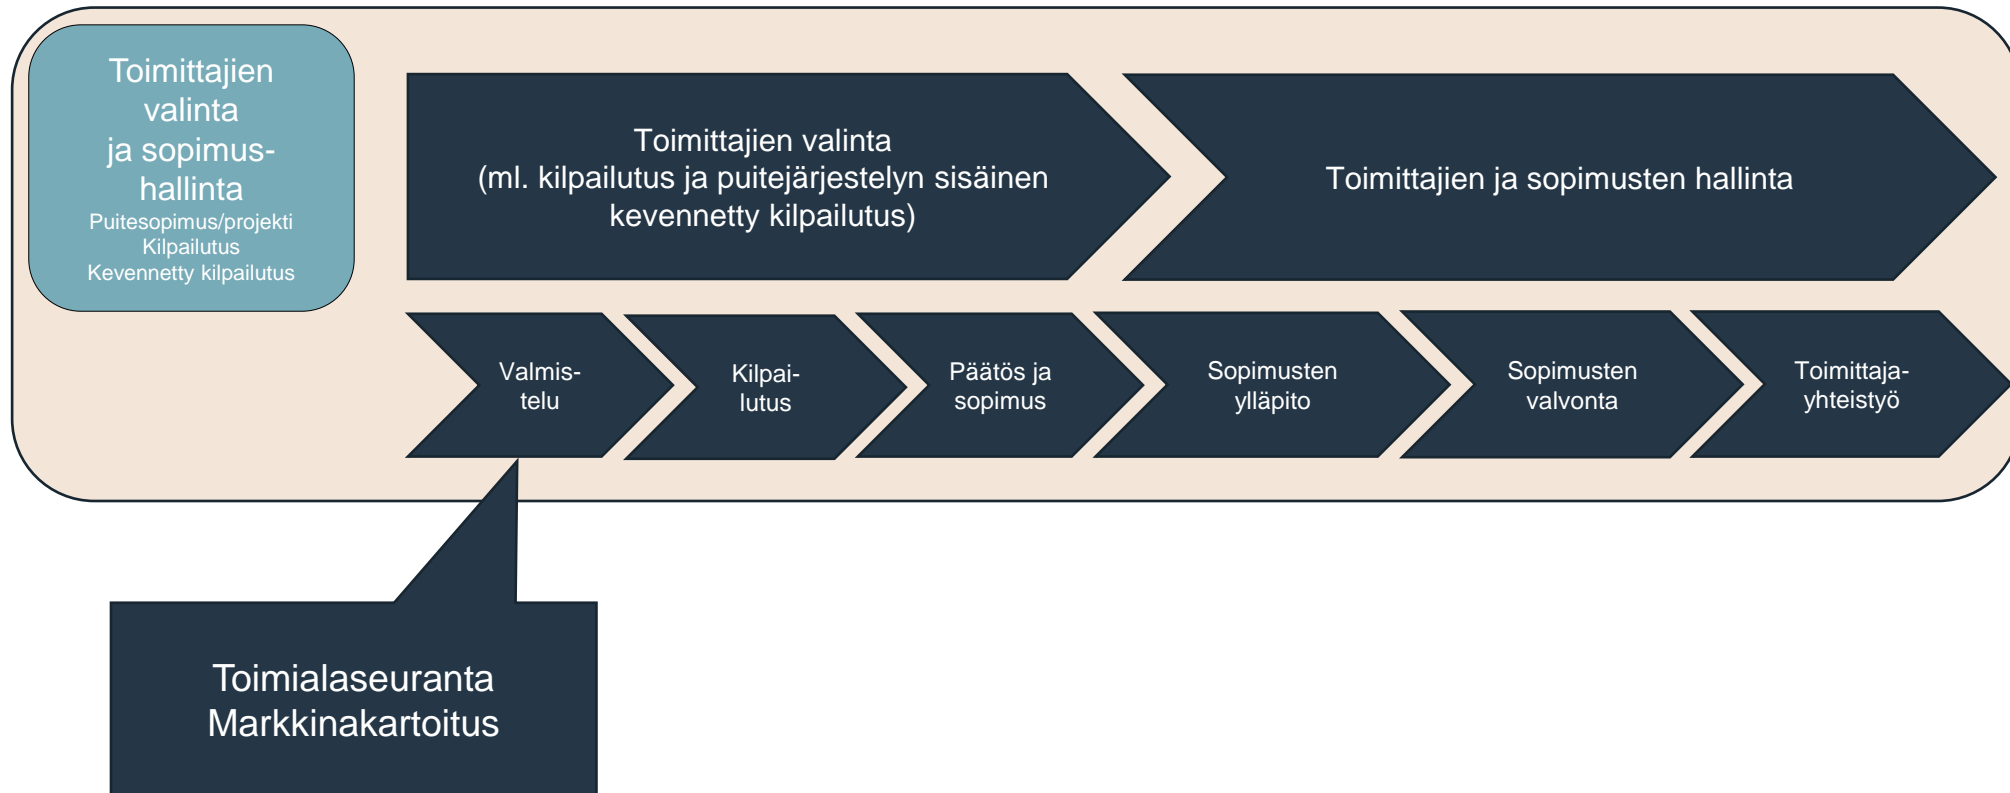 Toimittajien
valinta
ja sopimus-
hallinta
Puitesopimus/projekti
Kilpailutus
Kevennetty kilpailutus
Toimittajien valinta
(ml. kilpailutus ja puitejärjestelyn sisäinen
kevennetty kilpailutus)
Toimittajien ja sopimusten hallinta
Valmis-
telu
Kilpai-
lutus
Päätös ja
sopimus
Sopimusten
ylläpito
Sopimusten
valvonta
Toimittaja-
yhteistyö
Toimialaseuranta
Markkinakartoitus